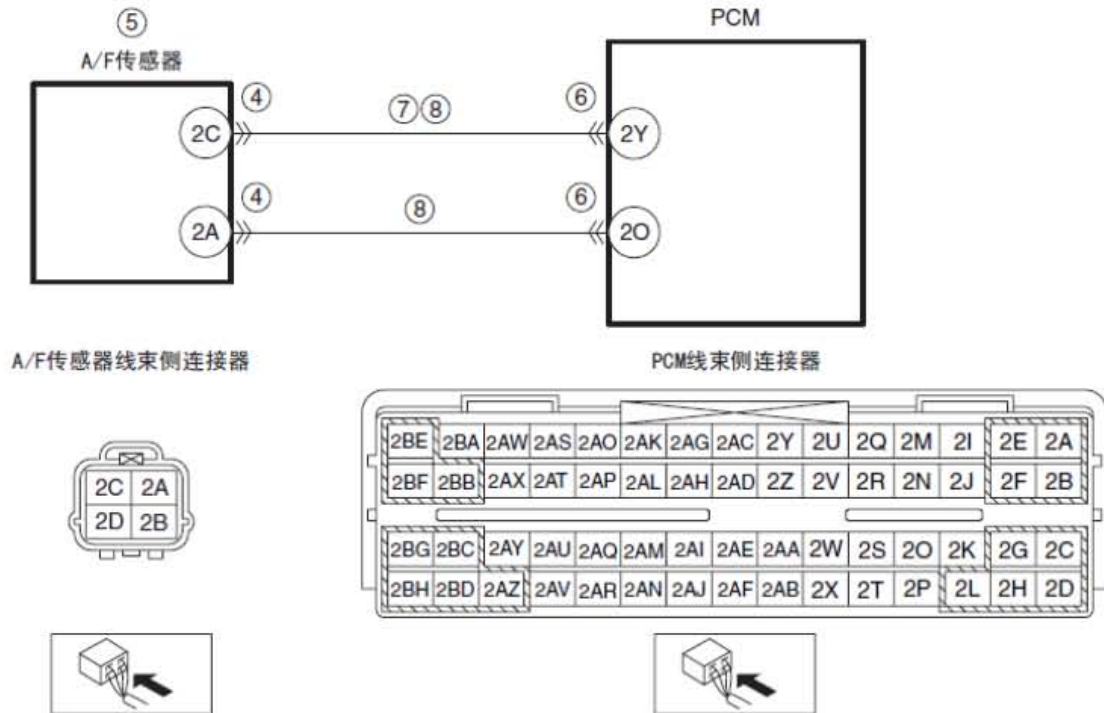 ⑤
A/F传感器
PCM
④
⑦⑧
⑥
2C
2Y
④
⑧
⑥
2A
2O
A/F传感器线束侧连接器
PCM线束侧连接器
2C 2A
2D 2B
2BE 2BA 2AW 2AS 2AO 2AK 2AG 2AC 2Y 2U 2Q 2M 2I 2E 2A
2BF 2BB 2AX 2AT 2AP 2AL 2AH 2AD 2Z 2V 2R 2N 2J 2F 2B
2BG 2BC 2AY 2AU 2AQ 2AM 2AI 2AE 2AA 2W 2S 2O 2K 2G 2C
2BH 2BD 2AZ 2AV 2AR 2AN 2AJ 2AF 2AB 2X 2T 2P 2L 2H 2D